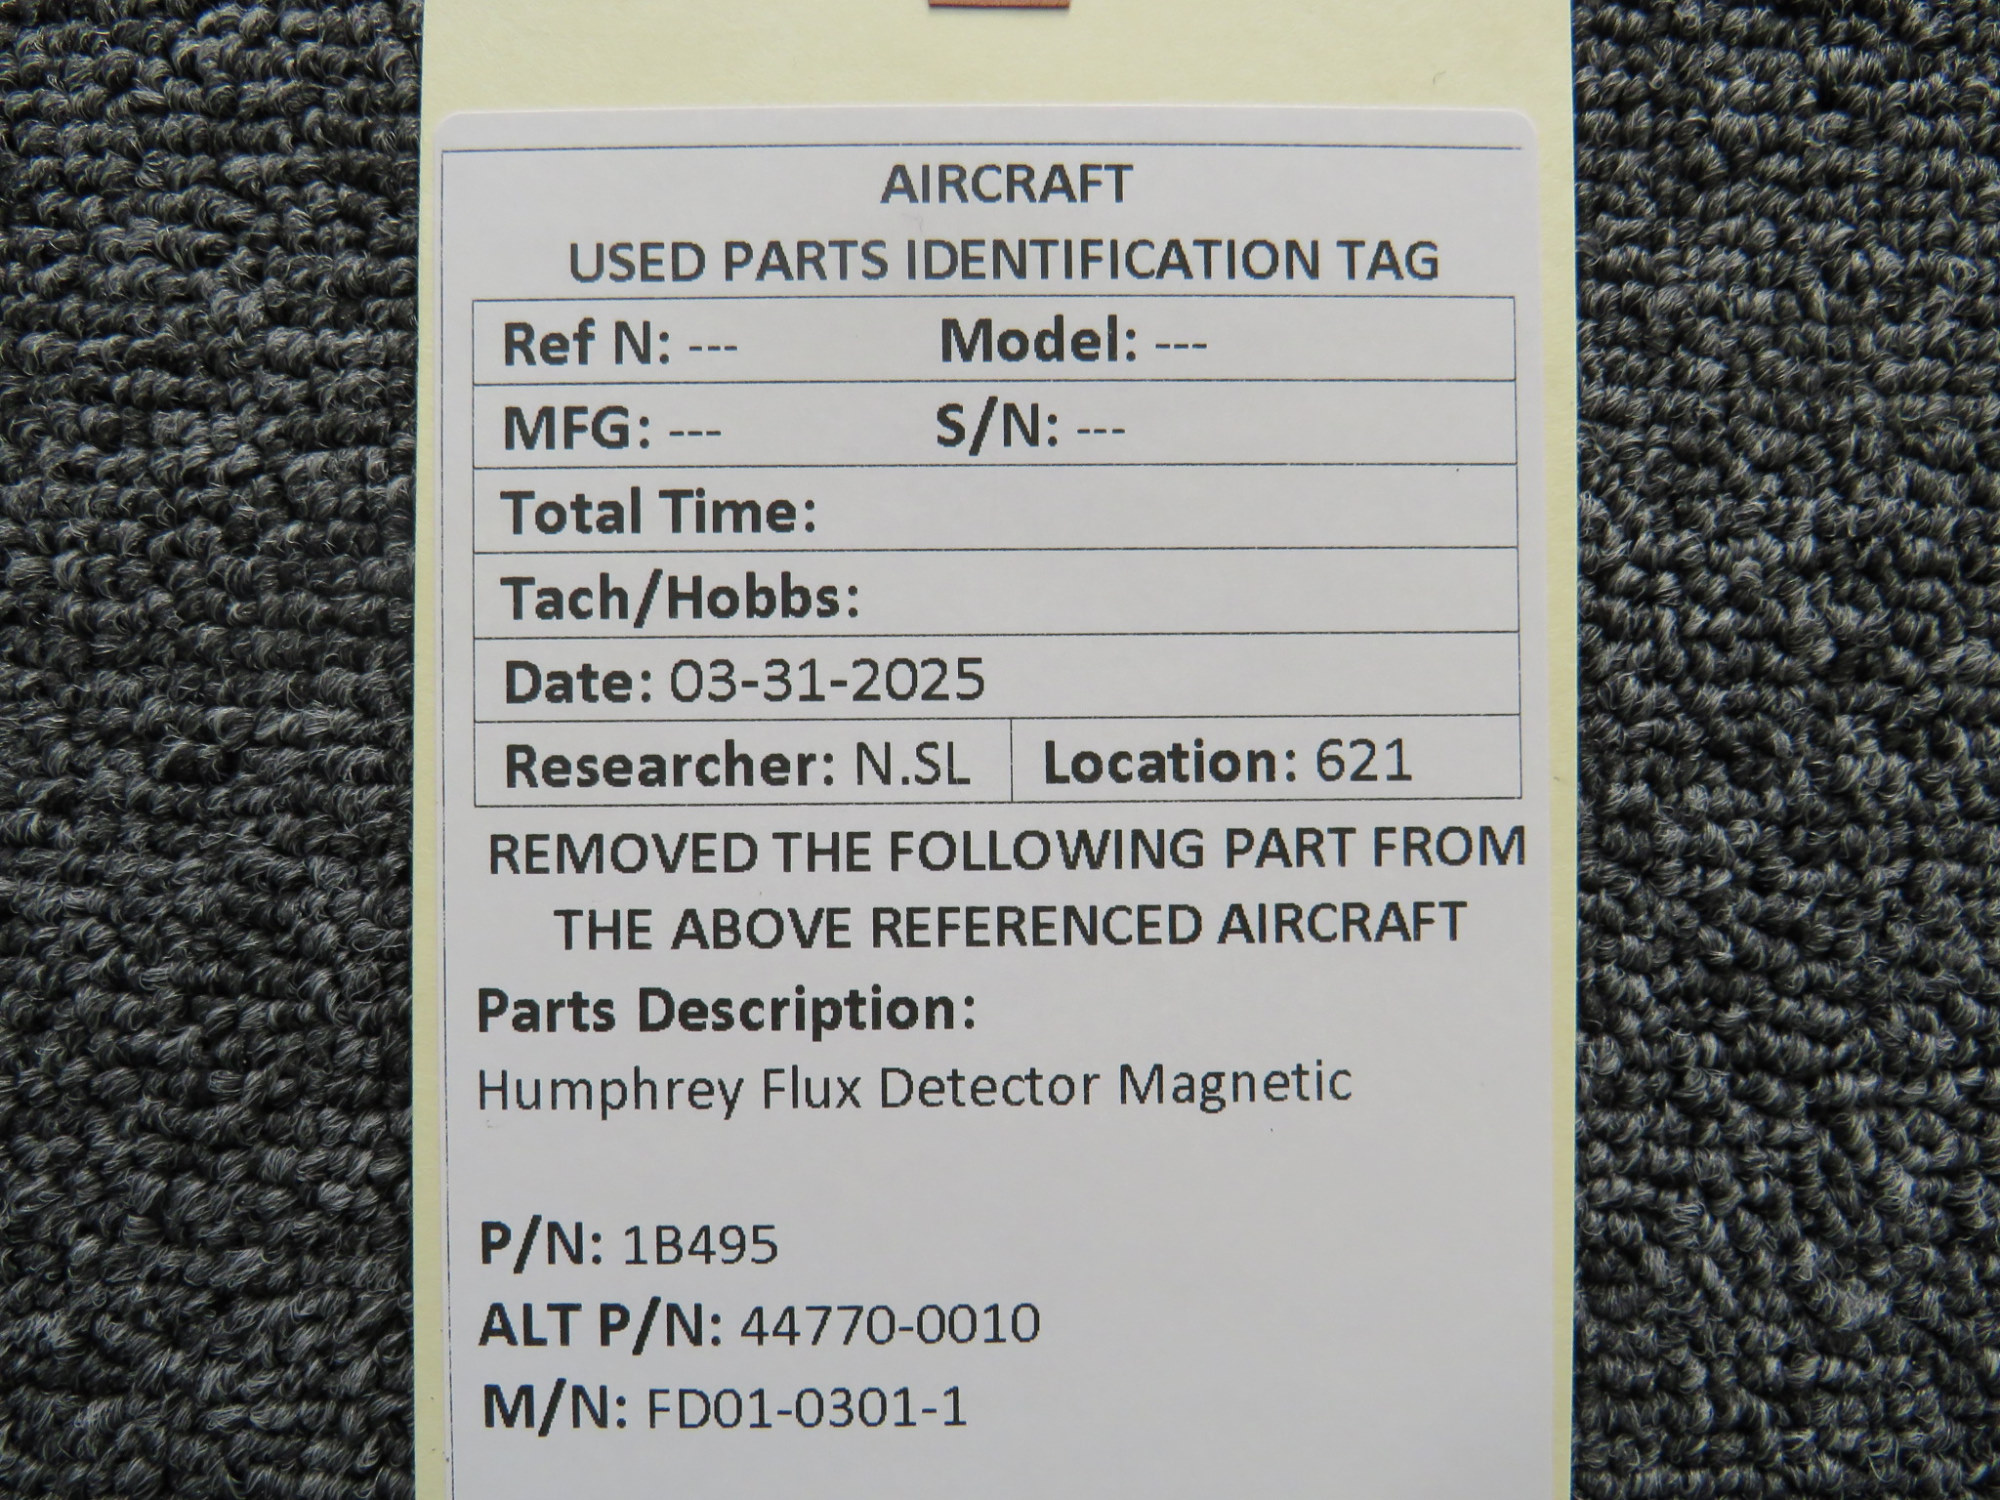 AIRCRAFT
USED PARTS IDENTIFICATION TAG
Ref N: --- Model: ---
MFG: --- S/N: ---
Total Time:
Tach/Hobbs:
Date: 03-31-2025
Researcher: N.SL Location: 621
REMOVED THE FOLLOWING PART FROM
THE ABOVE REFERENCED AIRCRAFT
Parts Description:
Humphrey Flux Detector Magnetic
P/N: 1B495
ALT P/N: 44770-0010
M/N: FD01-0301-1